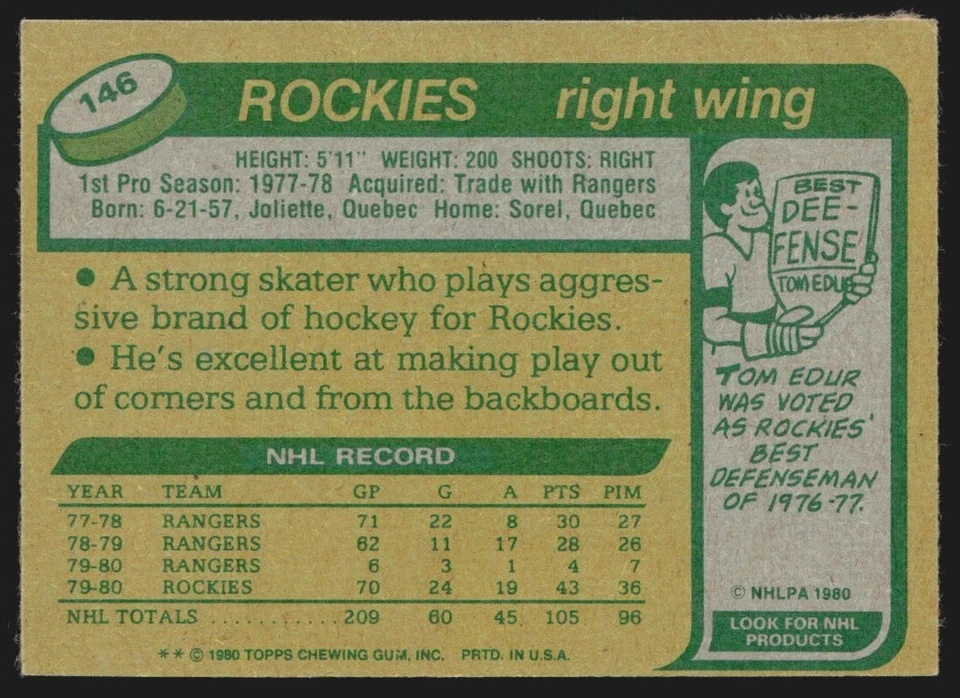 146
ROCKIES right wing
HEIGHT: 5'11" WEIGHT: 200 SHOOTS: RIGHT
1st Pro Season: 1977-78 Acquired: Trade with Rangers
Born: 6-21-57, Joliette, Quebec Home: Sorel, Quebec
● A strong skater who plays aggres-
sive brand of hockey for Rockies.
● He's excellent at making play out
of corners and from the backboards.
NHL RECORD
YEAR TEAM GP G A PTS PIM
77-78 RANGERS 71 22 8 30 27
78-79 RANGERS 62 11 17 28 26
79-80 RANGERS 6 3 1 4 7
79-80 ROCKIES 70 24 19 43 36
NHL TOTALS ............ 209 60 45 105 96
** © 1980 TOPPS CHEWING GUM, INC. PRTD. IN U.S.A.
BEST
DEE-
FENSE
TOM EDUR
TOM EDUR
WAS VOTED
AS ROCKIES'
BEST
DEFENSEMAN
OF 1976-77.
© NHLPA 1980
LOOK FOR NHL
PRODUCTS